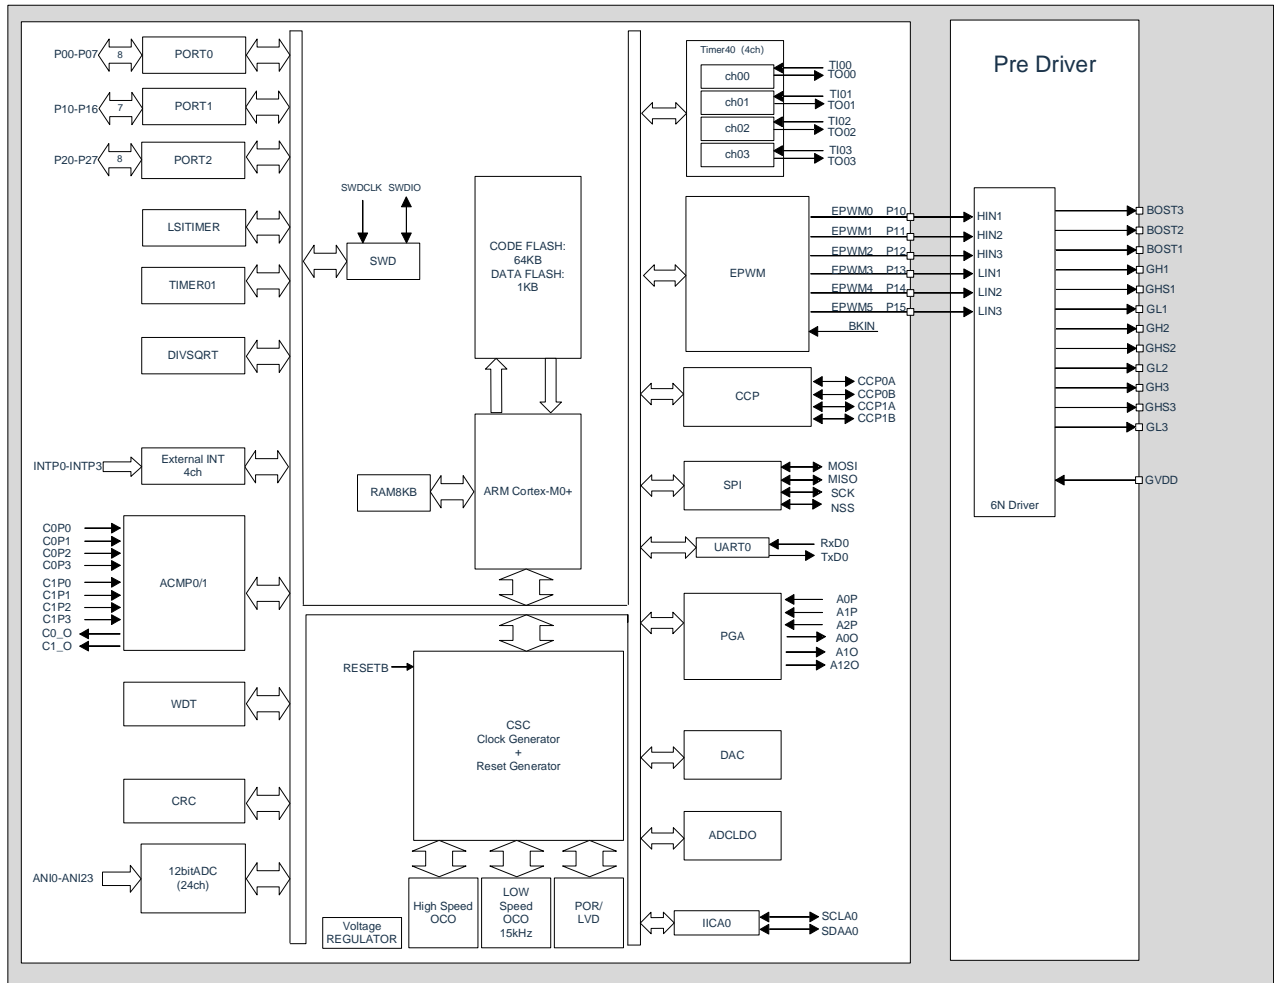 P00-P07
8
PORT0
P10-P16
7
PORT1
P20-P27
8
PORT2
LSITIMER
TIMER01
DIVSQRT
INTP0-INTP3
External INT
4ch
C0P0
C0P1
C0P2
C0P3
C1P0
C1P1
C1P2
C1P3
C0_O
C1_O
ACMP0/1
WDT
CRC
ANI0-ANI23
12bitADC
(24ch)
SWDCLK
SWDIO
SWD
CODE FLASH:
64KB
DATA FLASH:
1KB
RAM8KB
ARM Cortex-M0+
RESETB
CSC
Clock Generator
+
Reset Generator
Voltage
REGULATOR
High Speed
OCO
LOW
Speed
OCO
15kHz
POR/
LVD
Timer40 (4ch)
ch00
ch01
ch02
ch03
TI00
TO00
TI01
TO01
TI02
TO02
TI03
TO03
EPWM
EPWM0 P10
EPWM1 P11
EPWM2 P12
EPWM3 P13
EPWM4 P14
EPWM5 P15
BKIN
CCP
CCP0A
CCP0B
CCP1A
CCP1B
SPI
MOSI
MISO
SCK
NSS
UART0
RxD0
TxD0
PGA
A0P
A1P
A2P
A0O
A1O
A12O
DAC
ADCLDO
IICA0
SCLA0
SDAA0
Pre Driver
HIN1
HIN2
HIN3
LIN1
LIN2
LIN3
6N Driver
BOST3
BOST2
BOST1
GH1
GHS1
GL1
GH2
GHS2
GL2
GH3
GHS3
GL3
GVDD